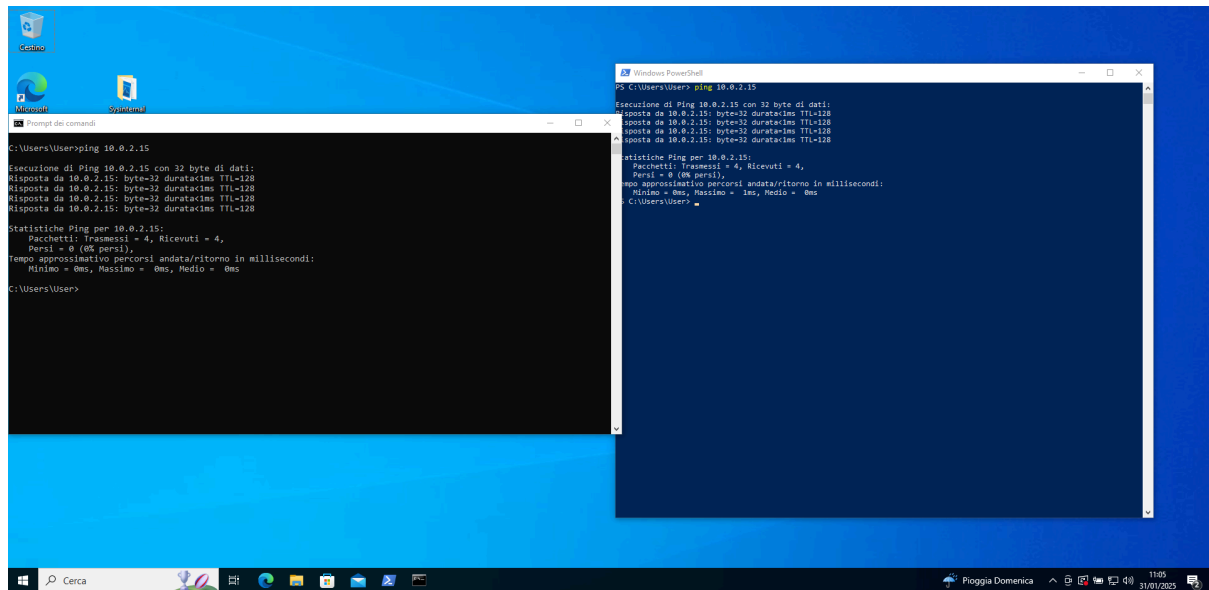 Cestino
Microsoft
Sysinternal
Prompt dei comandi
C:\Users\User>ping 10.0.2.15
Esecuzione di Ping 10.0.2.15 con 32 byte di dati:
Risposta da 10.0.2.15: byte=32 durata<1ms TTL=128
Risposta da 10.0.2.15: byte=32 durata<1ms TTL=128
Risposta da 10.0.2.15: byte=32 durata<1ms TTL=128
Risposta da 10.0.2.15: byte=32 durata<1ms TTL=128
Statistiche Ping per 10.0.2.15:
Pacchetti: Trasmessi = 4, Ricevuti = 4,
Persi = 0 (0% persi),
Tempo approssimativo percorsi andata/ritorno in millisecondi:
Minimo = 0ms, Massimo =  0ms, Medio =  0ms
C:\Users\User>
Windows PowerShell
PS C:\Users\User> ping 10.0.2.15
Esecuzione di Ping 10.0.2.15 con 32 byte di dati:
isposta da 10.0.2.15: byte=32 durata<1ms TTL=128
isposta da 10.0.2.15: byte=32 durata<1ms TTL=128
isposta da 10.0.2.15: byte=32 durata=1ms TTL=128
isposta da 10.0.2.15: byte=32 durata<1ms TTL=128
tatistiche Ping per 10.0.2.15:
Pacchetti: Trasmessi = 4, Ricevuti = 4,
Persi = 0 (0% persi),
empo approssimativo percorsi andata/ritorno in millisecondi:
Minimo = 0ms, Massimo =  1ms, Medio =  0ms
S C:\Users\User>
Cerca
Pioggia Domenica
11:05
31/01/2025
2